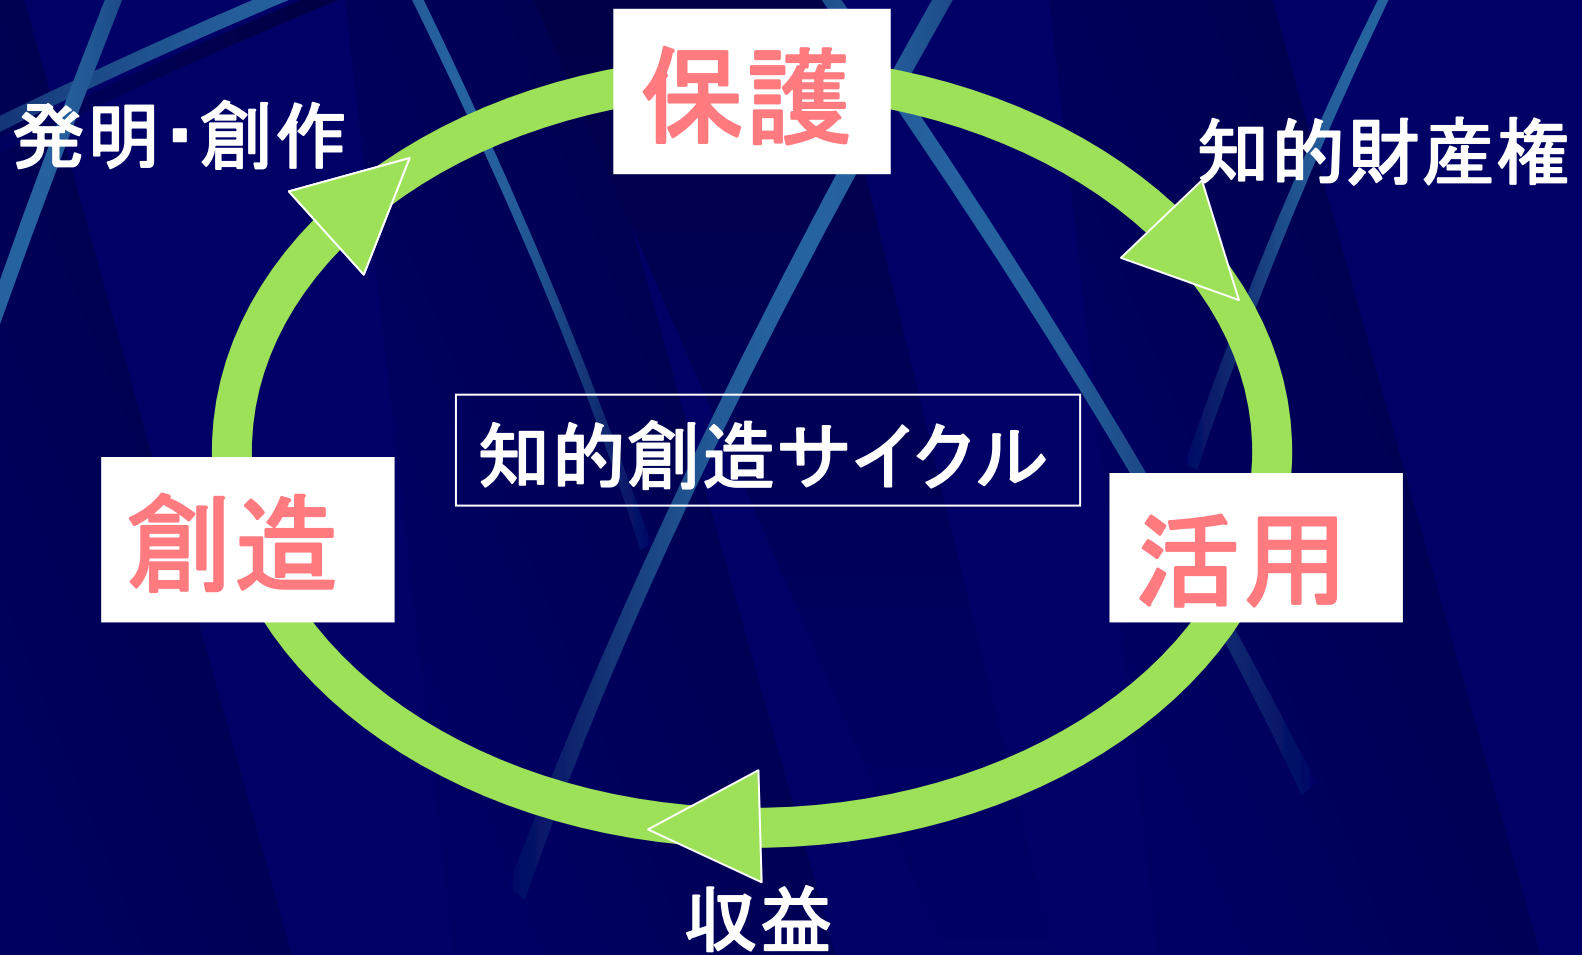 保護
発明・創作
知的財産権
知的創造サイクル
創造
活用
収益